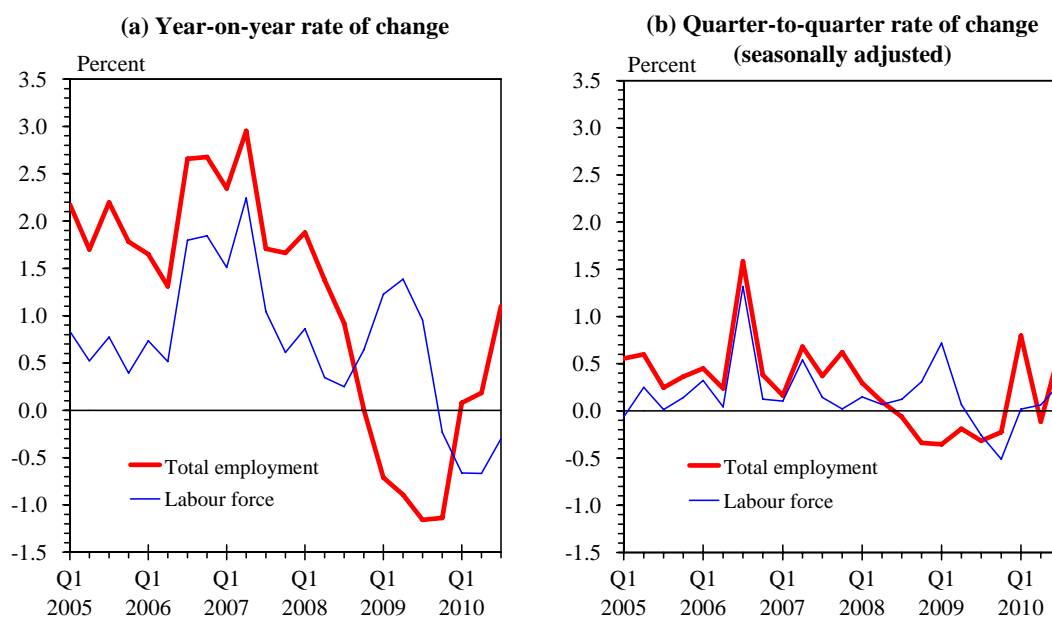 (a) Year-on-year rate of change
Percent
3.5
3.0
2.5
2.0
1.5
1.0
0.5
0.0
-0.5
-1.0
-1.5
Total employment
Labour force
Q1 Q1 Q1 Q1 Q1 Q1
2005 2006 2007 2008 2009 2010
(b) Quarter-to-quarter rate of change
(seasonally adjusted)
Percent
3.5
3.0
2.5
2.0
1.5
1.0
0.5
0.0
-0.5
-1.0
-1.5
Total employment
Labour force
Q1 Q1 Q1 Q1 Q1 Q1
2005 2006 2007 2008 2009 2010